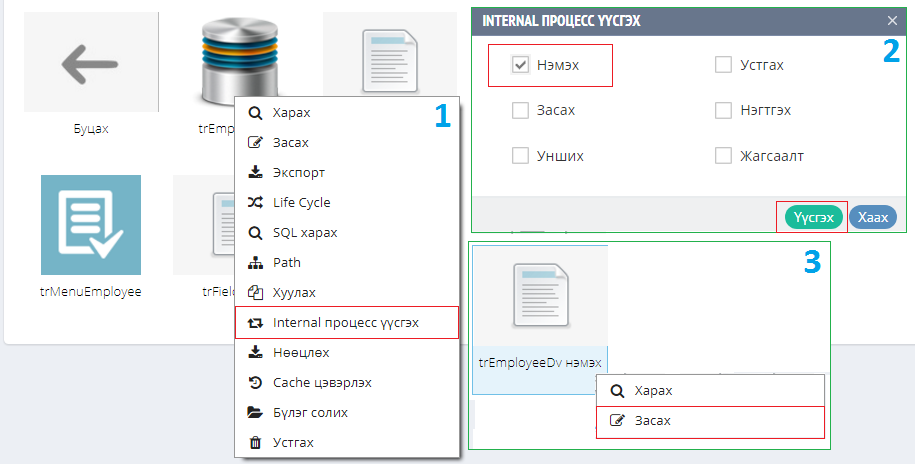 Буцах
trEmp
trMenuEmployee
trField
1
Харах
Засах
Экспорт
Life Cycle
SQL харах
Path
Хуулах
Internal процесс үүсгэх
Нөөцлөх
Cache цэвэрлэх
Бүлэг солих
Устгах
INTERNAL ПРОЦЕСС ҮҮСГЭХ
2
Нэмэх
Устгах
Засах
Нэгтгэх
Унших
Жагсаалт
Үүсгэх
Хаах
3
trEmployeeDv нэмэх
Харах
Засах